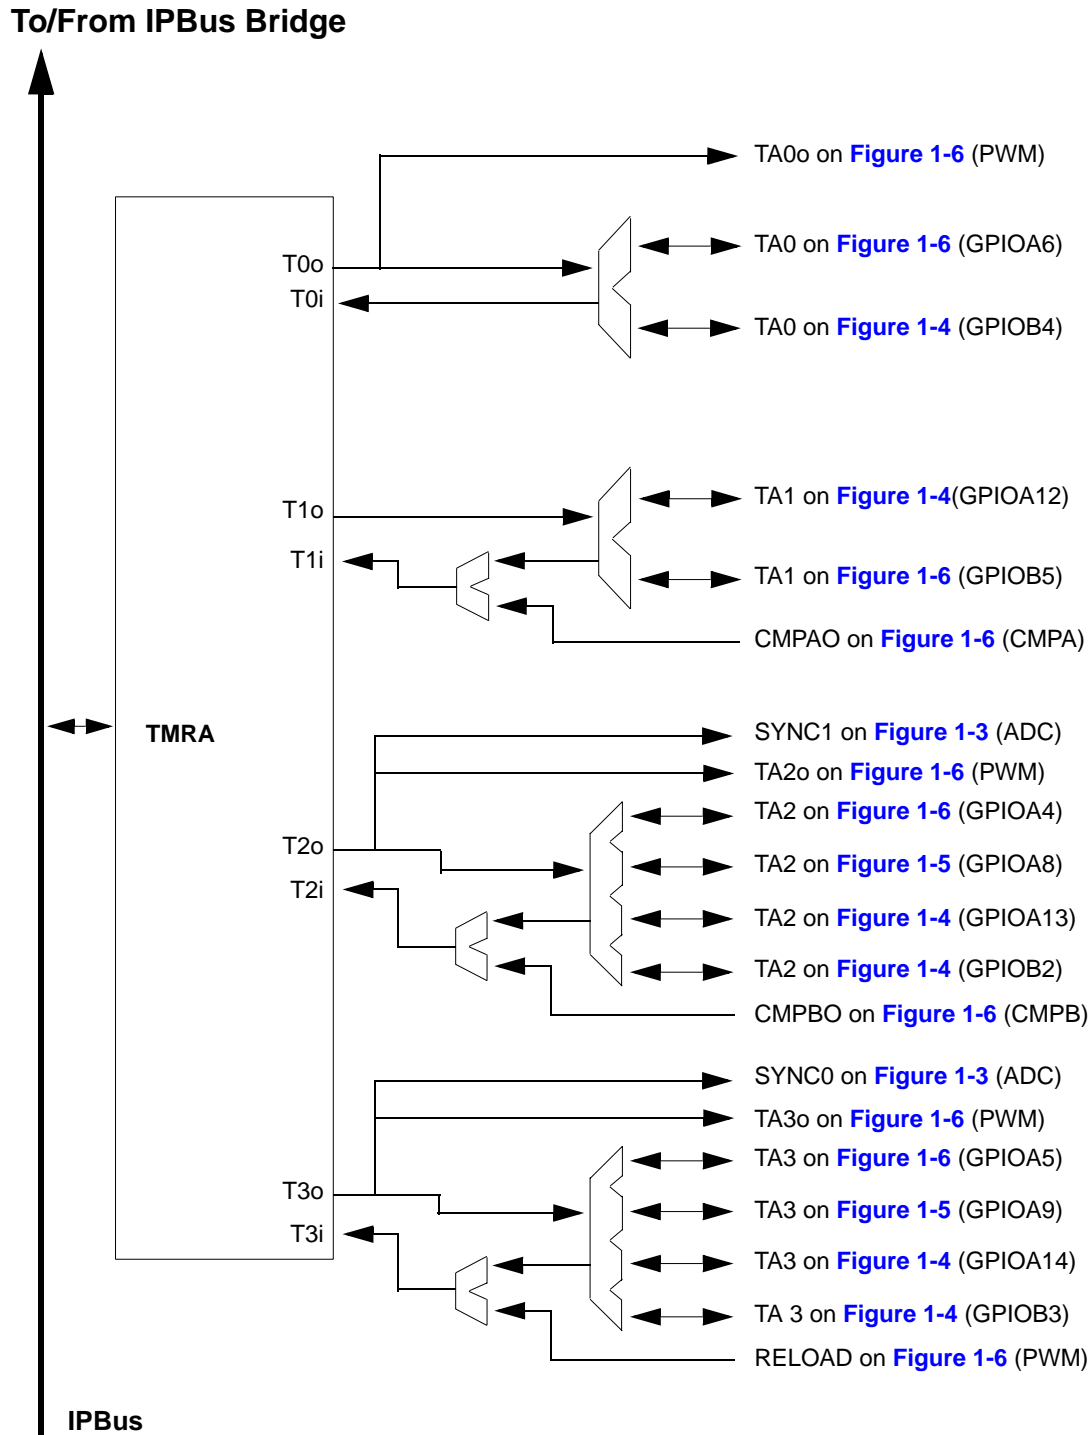 To/From IPBus Bridge
TA0o on Figure 1-6 (PWM)
TA0 on Figure 1-6 (GPIOA6)
T0o
T0i
TA0 on Figure 1-4 (GPIOB4)
TA1 on Figure 1-4(GPIOA12)
T1o
T1i
TA1 on Figure 1-6 (GPIOB5)
CMPAO on Figure 1-6 (CMPA)
TMRA
SYNC1 on Figure 1-3 (ADC)
TA2o on Figure 1-6 (PWM)
TA2 on Figure 1-6 (GPIOA4)
T2o
TA2 on Figure 1-5 (GPIOA8)
T2i
TA2 on Figure 1-4 (GPIOA13)
TA2 on Figure 1-4 (GPIOB2)
CMPBO on Figure 1-6 (CMPB)
SYNC0 on Figure 1-3 (ADC)
TA3o on Figure 1-6 (PWM)
TA3 on Figure 1-6 (GPIOA5)
T3o
TA3 on Figure 1-5 (GPIOA9)
T3i
TA3 on Figure 1-4 (GPIOA14)
TA 3 on Figure 1-4 (GPIOB3)
RELOAD on Figure 1-6 (PWM)
IPBus